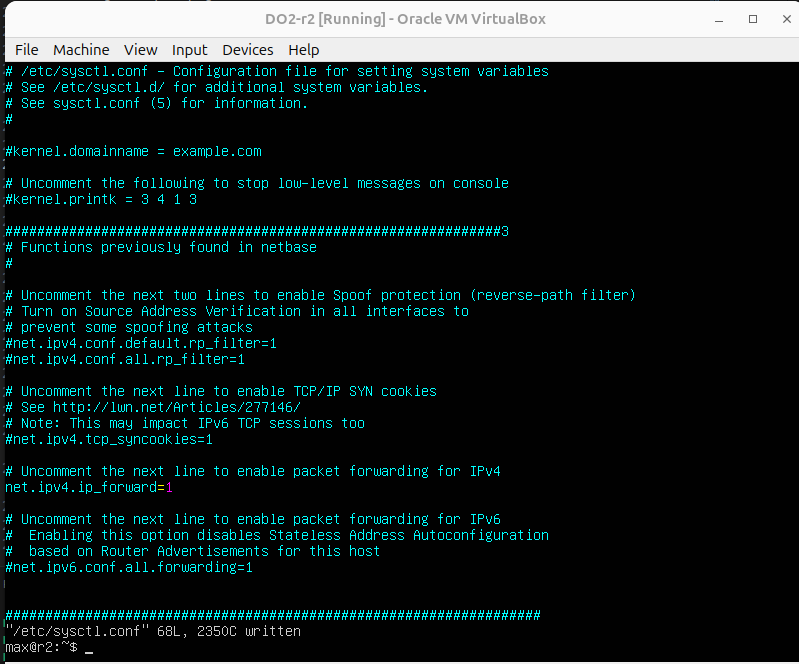 DO2-r2 [Running] - Oracle VM VirtualBox
File Machine View Input Devices Help
# /etc/sysctl.conf - Configuration file for setting system variables
# See /etc/sysctl.d/ for additional system variables.
# See sysctl.conf (5) for information.
#
#kernel.domainname = example.com
# Uncomment the following to stop low-level messages on console
#kernel.printk = 3 4 1 3
##############################################################3
# Functions previously found in netbase
#
# Uncomment the next two lines to enable Spoof protection (reverse-path filter)
# Turn on Source Address Verification in all interfaces to
# prevent some spoofing attacks
#net.ipv4.conf.default.rp_filter=1
#net.ipv4.conf.all.rp_filter=1
# Uncomment the next line to enable TCP/IP SYN cookies
# See http://lwn.net/Articles/277146/
# Note: This may impact IPv6 TCP sessions too
#net.ipv4.tcp_syncookies=1
# Uncomment the next line to enable packet forwarding for IPv4
net.ipv4.ip_forward=1
# Uncomment the next line to enable packet forwarding for IPv6
#  Enabling this option disables Stateless Address Autoconfiguration
#  based on Router Advertisements for this host
#net.ipv6.conf.all.forwarding=1
###################################################################
"/etc/sysctl.conf" 68L, 2350C written
max@r2:~$ _